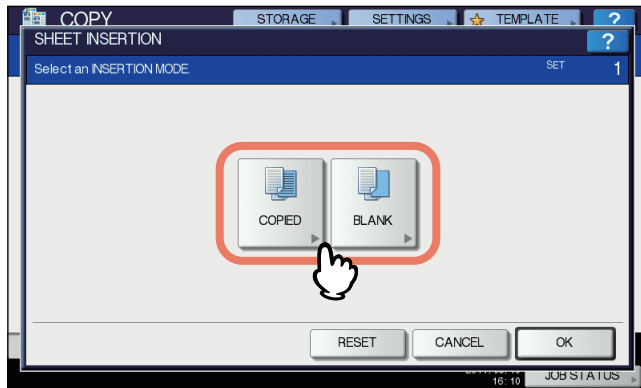 COPY STORAGE SETTINGS TEMPLATE ?
SHEET INSERTION ?
Select an INSERTION MODE. SET 1
COPIED BLANK
RESET CANCEL OK
16:10 JOB STATUS